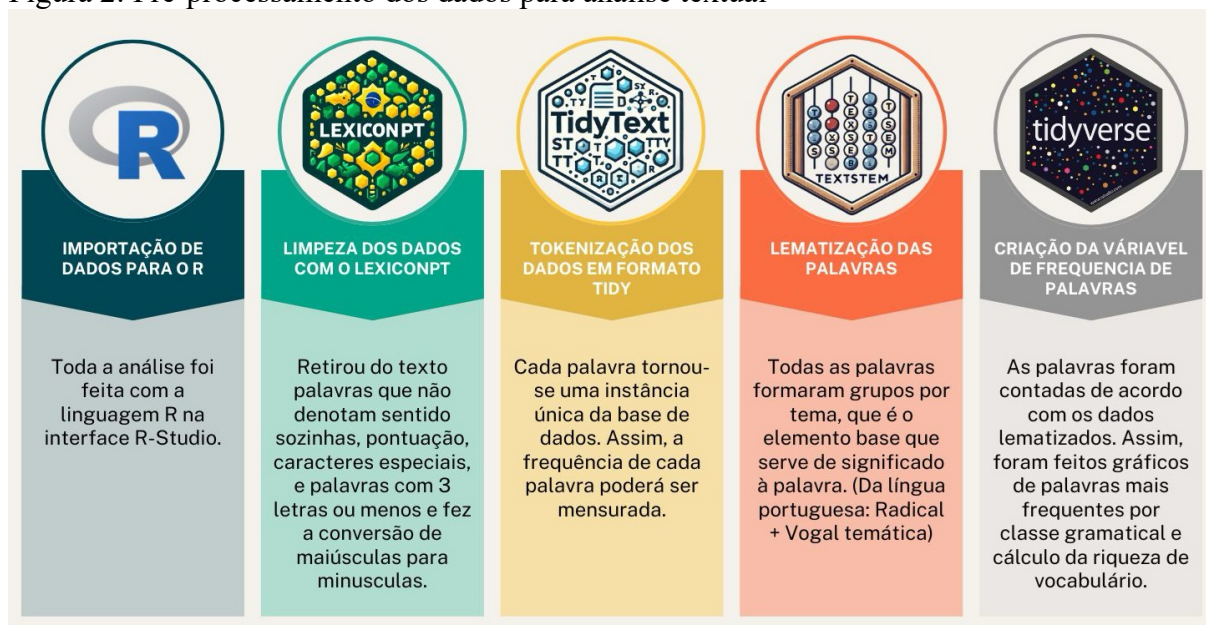 Figura 2: Pré-processamento dos dados para análise textual
R
LEXICONPT
TidyText
TEXTSTEM
tidyverse
IMPORTAÇÃO DE
DADOS PARA O R
LIMPEZA DOS DADOS
COM O LEXICONPT
TOKENIZAÇÃO DOS
DADOS EM FORMATO
TIDY
LEMATIZAÇÃO DAS
PALAVRAS
CRIAÇÃO DA VÁRIAVEL
DE FREQUENCIA DE
PALAVRAS
Toda a análise foi
feita com a
linguagem R na
interface R-Studio.
Retirou do texto
palavras que não
denotam sentido
sozinhas, pontuação,
caracteres especiais,
e palavras com 3
letras ou menos e fez
a conversão de
maiúsculas para
minusculas.
Cada palavra tornou-
se uma instância
única da base de
dados. Assim, a
frequência de cada
palavra poderá ser
mensurada.
Todas as palavras
formaram grupos por
tema, que é o
elemento base que
serve de significado
à palavra. (Da língua
portuguesa: Radical
+ Vogal temática)
As palavras foram
contadas de acordo
com os dados
lematizados. Assim,
foram feitos gráficos
de palavras mais
frequentes por
classe gramatical e
cálculo da riqueza de
vocabulário.